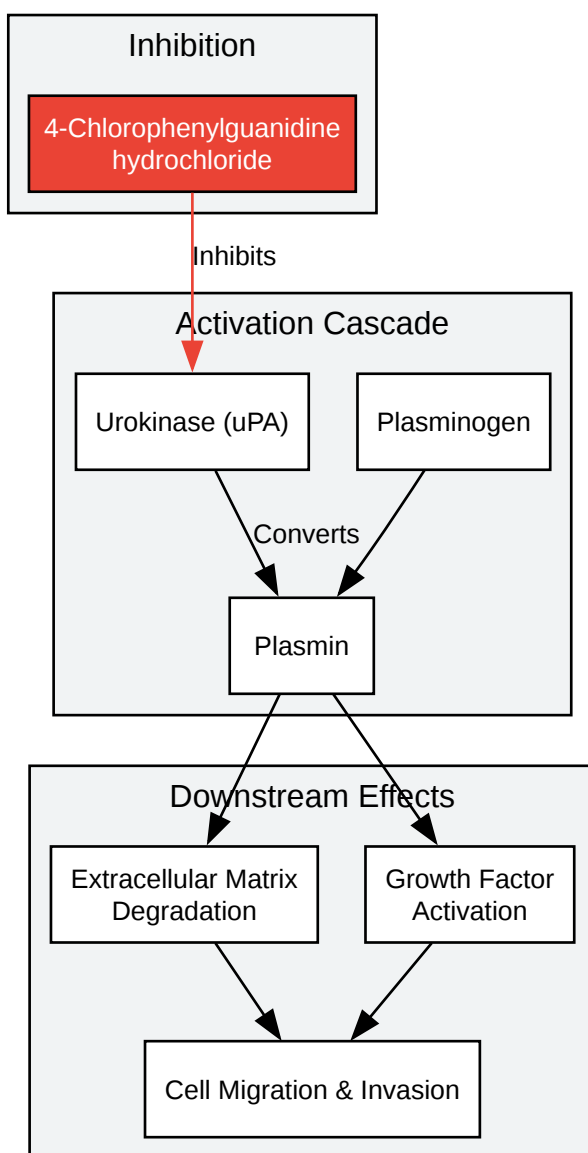 Inhibition
4-Chlorophenylguanidine
hydrochloride
Inhibits
Activation Cascade
Urokinase (uPA)
Plasminogen
Converts
Plasmin
Downstream Effects
Extracellular Matrix
Degradation
Growth Factor
Activation
Cell Migration & Invasion